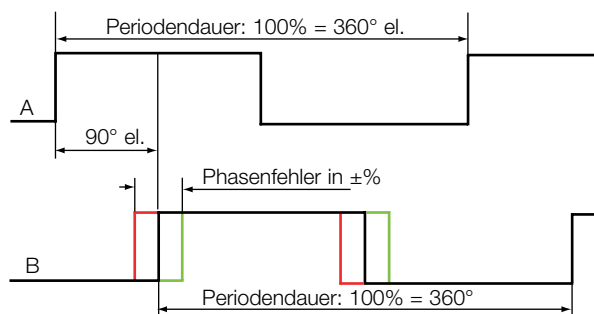 Periodendauer: 100% = 360° el.
A
90° el.
Phasenfehler in ±%
B
Periodendauer: 100% = 360°